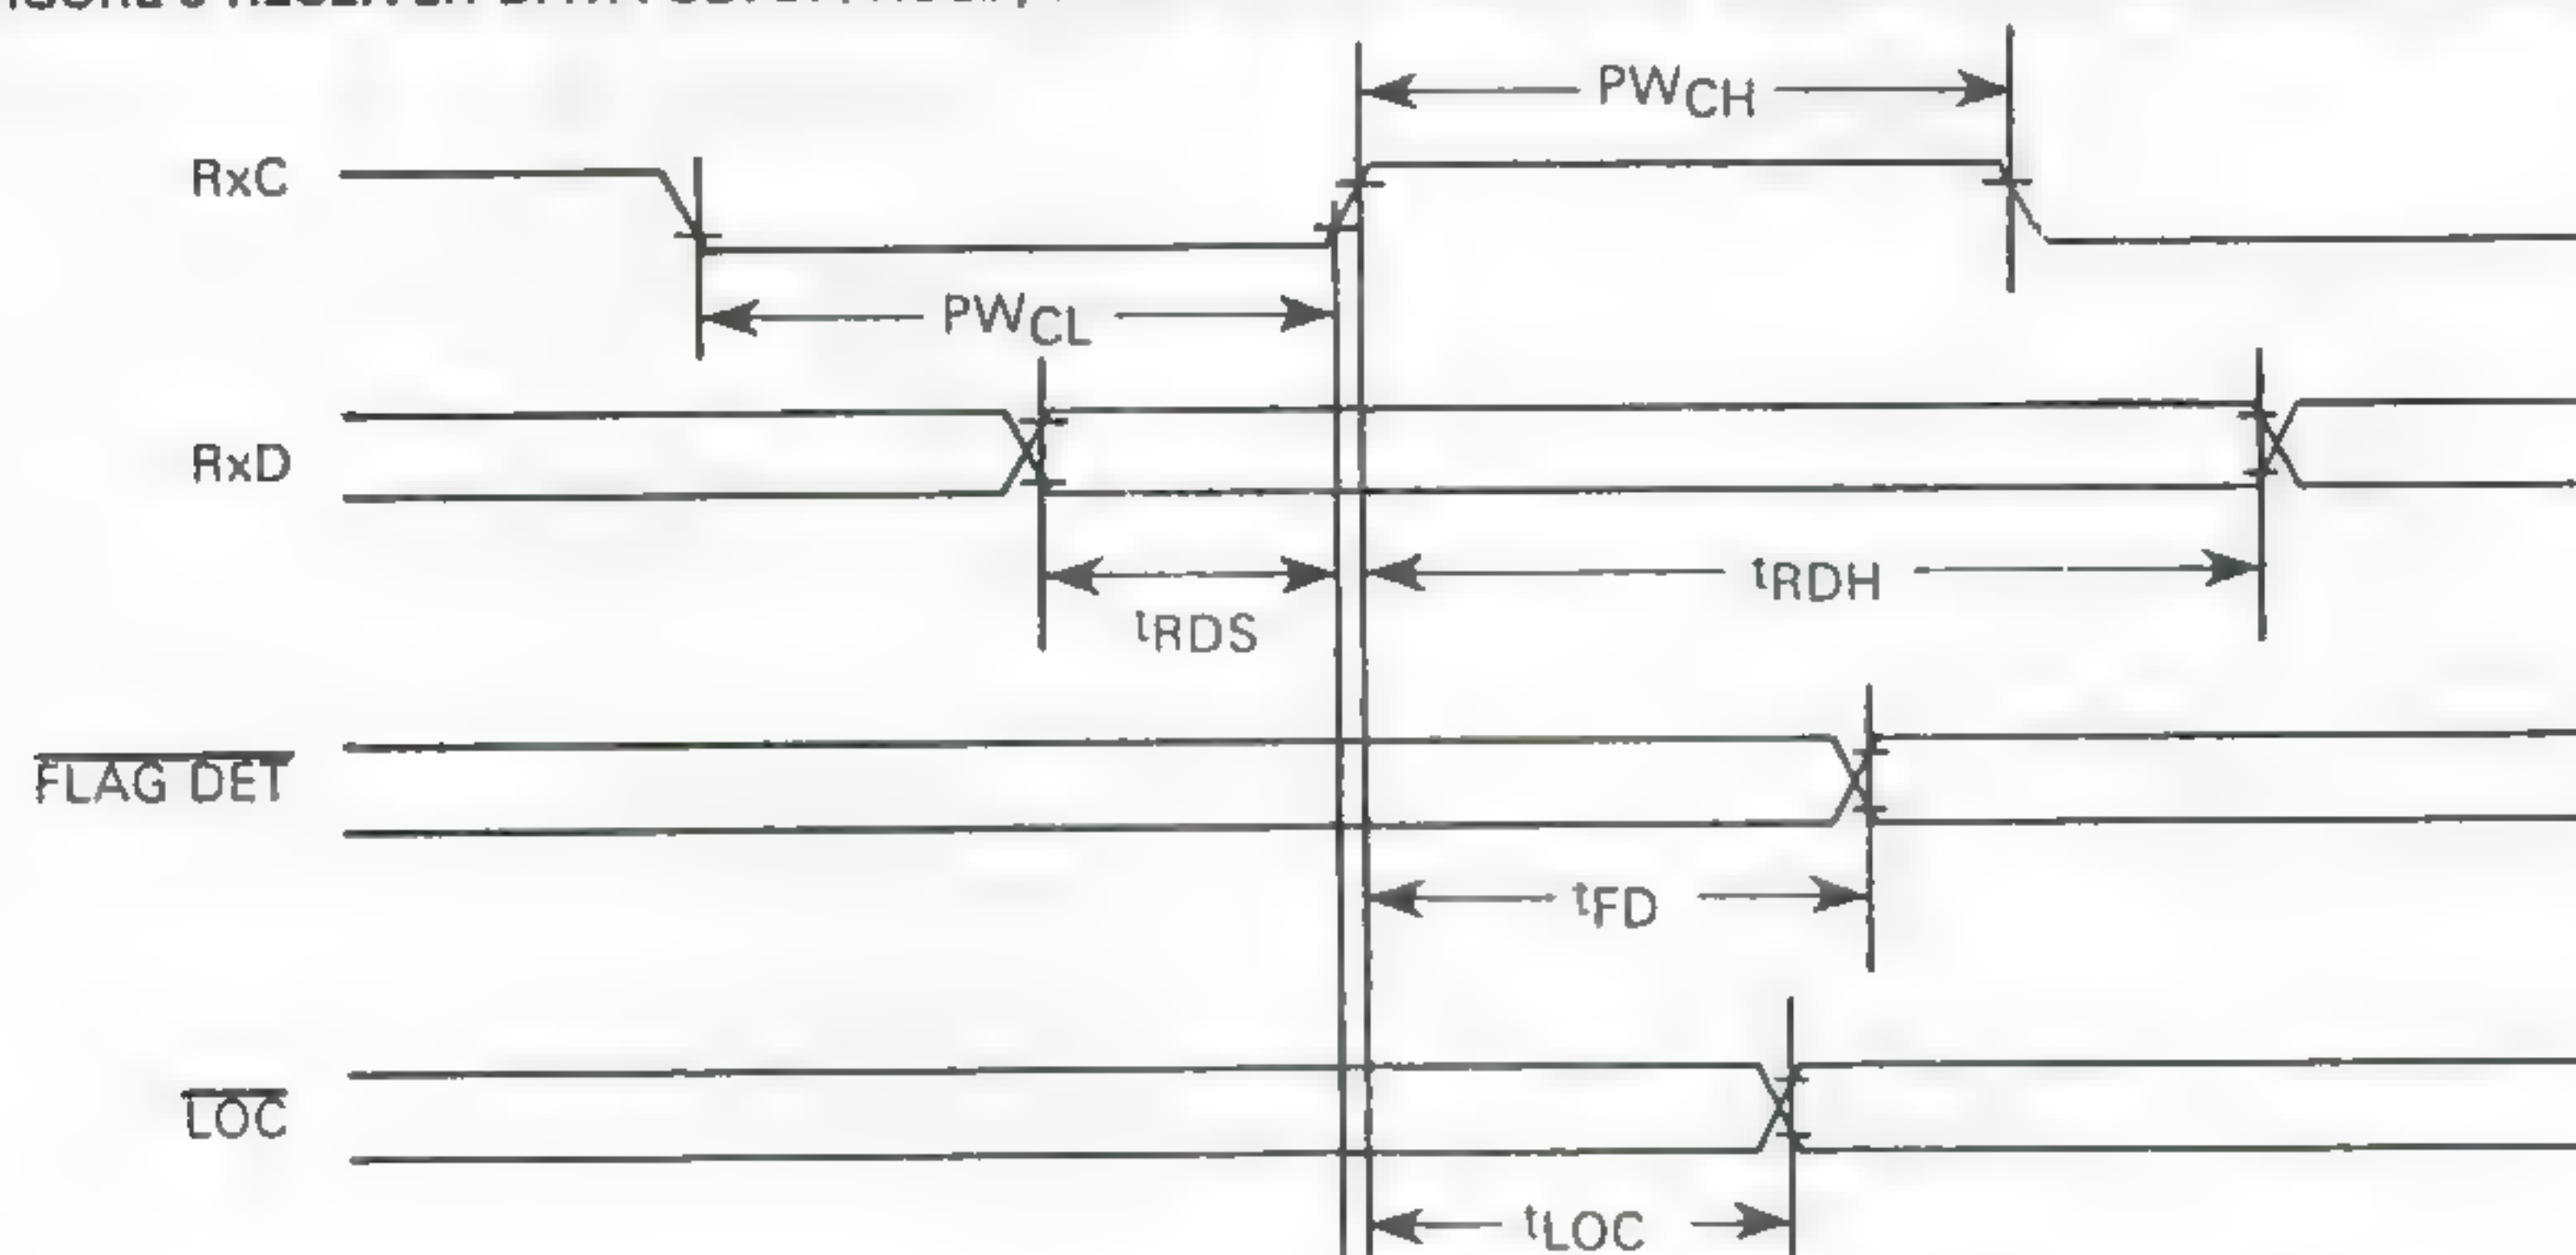 PWCH
RxC
PWCL
RxD
tRDS
tRDH
FLAG DET
tFD
LOC
tLOC